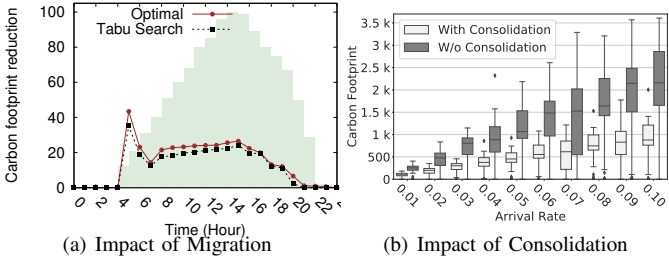 Optimal
Tabu Search
Carbon footprint reduction
100
80
60
40
20
0
0 2 4 6 8 10 12 14 16 18 20 22
Time (Hour)
(a) Impact of Migration
With Consolidation
W/o Consolidation
Carbon Footprint
3.5 k
3 k
2.5 k
2 k
1.5 k
1 k
500
0
0.01 0.02 0.03 0.04 0.05 0.06 0.07 0.08 0.09 0.10
Arrival Rate
(b) Impact of Consolidation